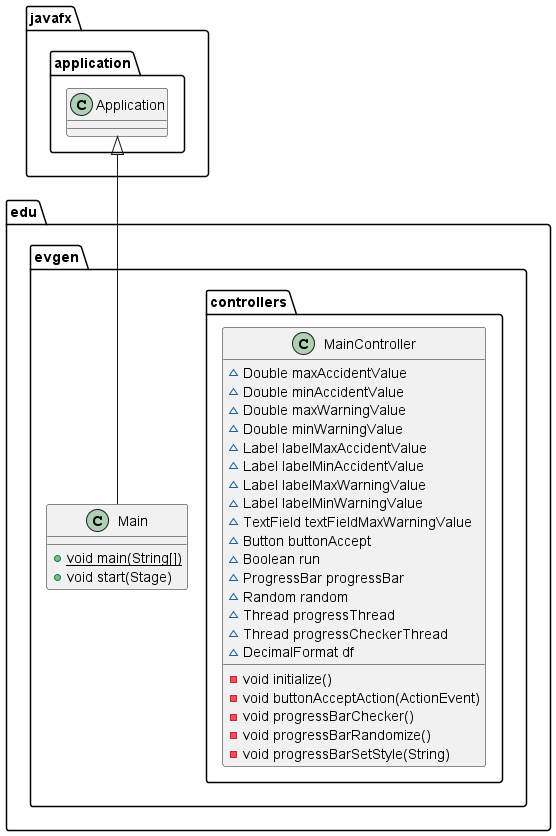 javafx
application
C Application
edu
evgen
controllers
C MainController
~ Double maxAccidentValue
~ Double minAccidentValue
~ Double maxWarningValue
~ Double minWarningValue
~ Label labelMaxAccidentValue
~ Label labelMinAccidentValue
~ Label labelMaxWarningValue
~ Label labelMinWarningValue
~ TextField textFieldMaxWarningValue
~ Button buttonAccept
~ Boolean run
~ ProgressBar progressBar
~ Random random
~ Thread progressThread
~ Thread progressCheckerThread
~ DecimalFormat df
void initialize()
void buttonAcceptAction(ActionEvent)
void progressBarChecker()
void progressBarRandomize()
void progressBarSetStyle(String)
C Main
void main(String[])
void start(Stage)